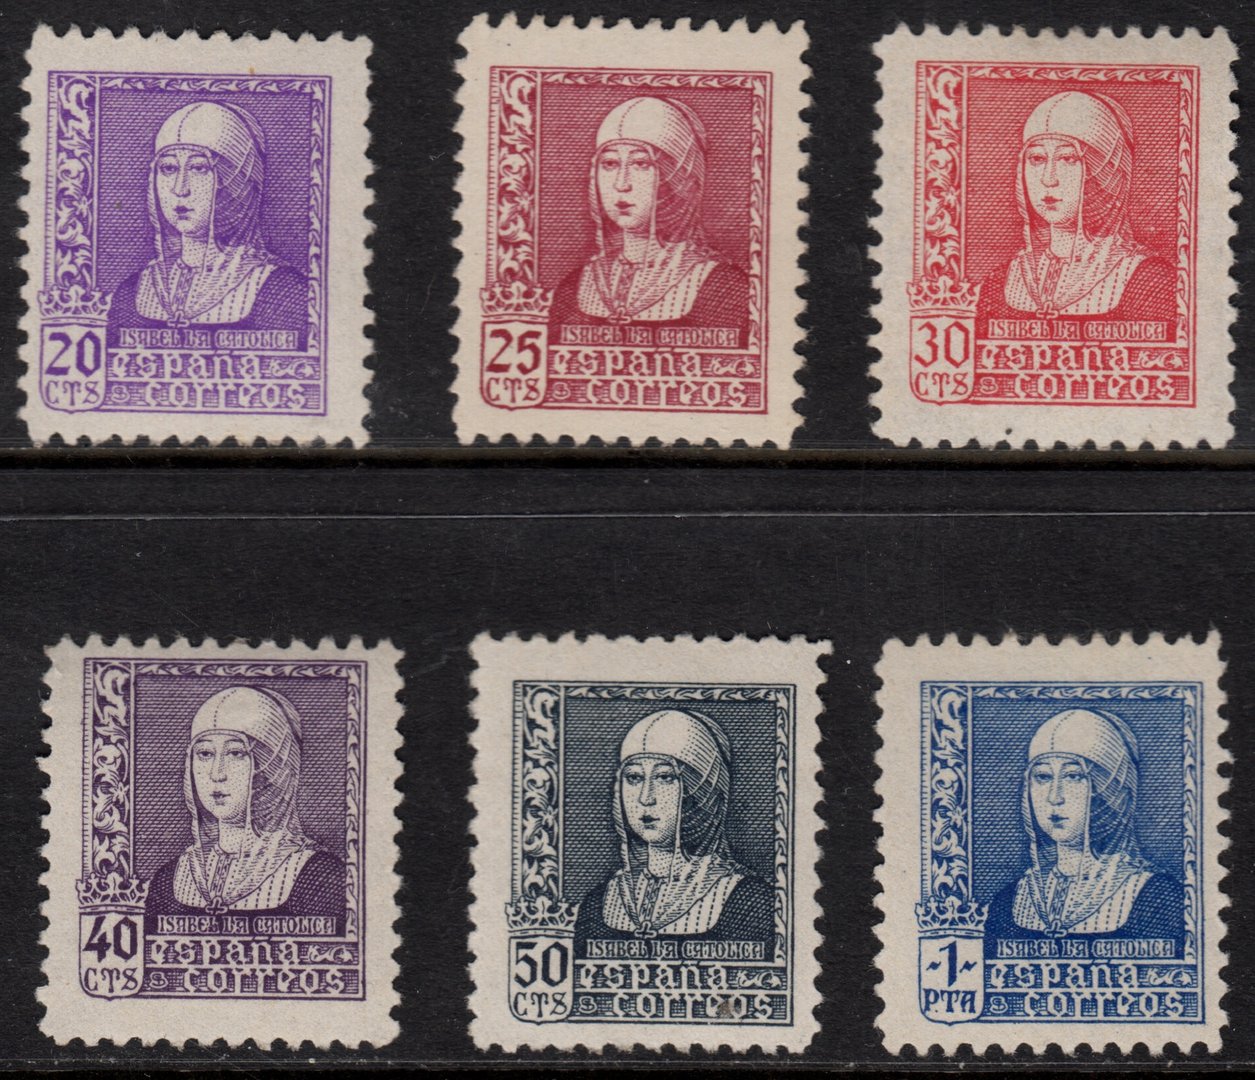 ISABEL LA CATOLICA
20 españa
CTS correos
ISABEL LA CATOLICA
25 españa
CTS correos
ISABEL LA CATOLICA
30 españa
CTS correos
ISABEL LA CATOLICA
40 españa
CTS correos
ISABEL LA CATOLICA
50 españa
CTS correos
ISABEL LA CATOLICA
-1- españa
PTA correos